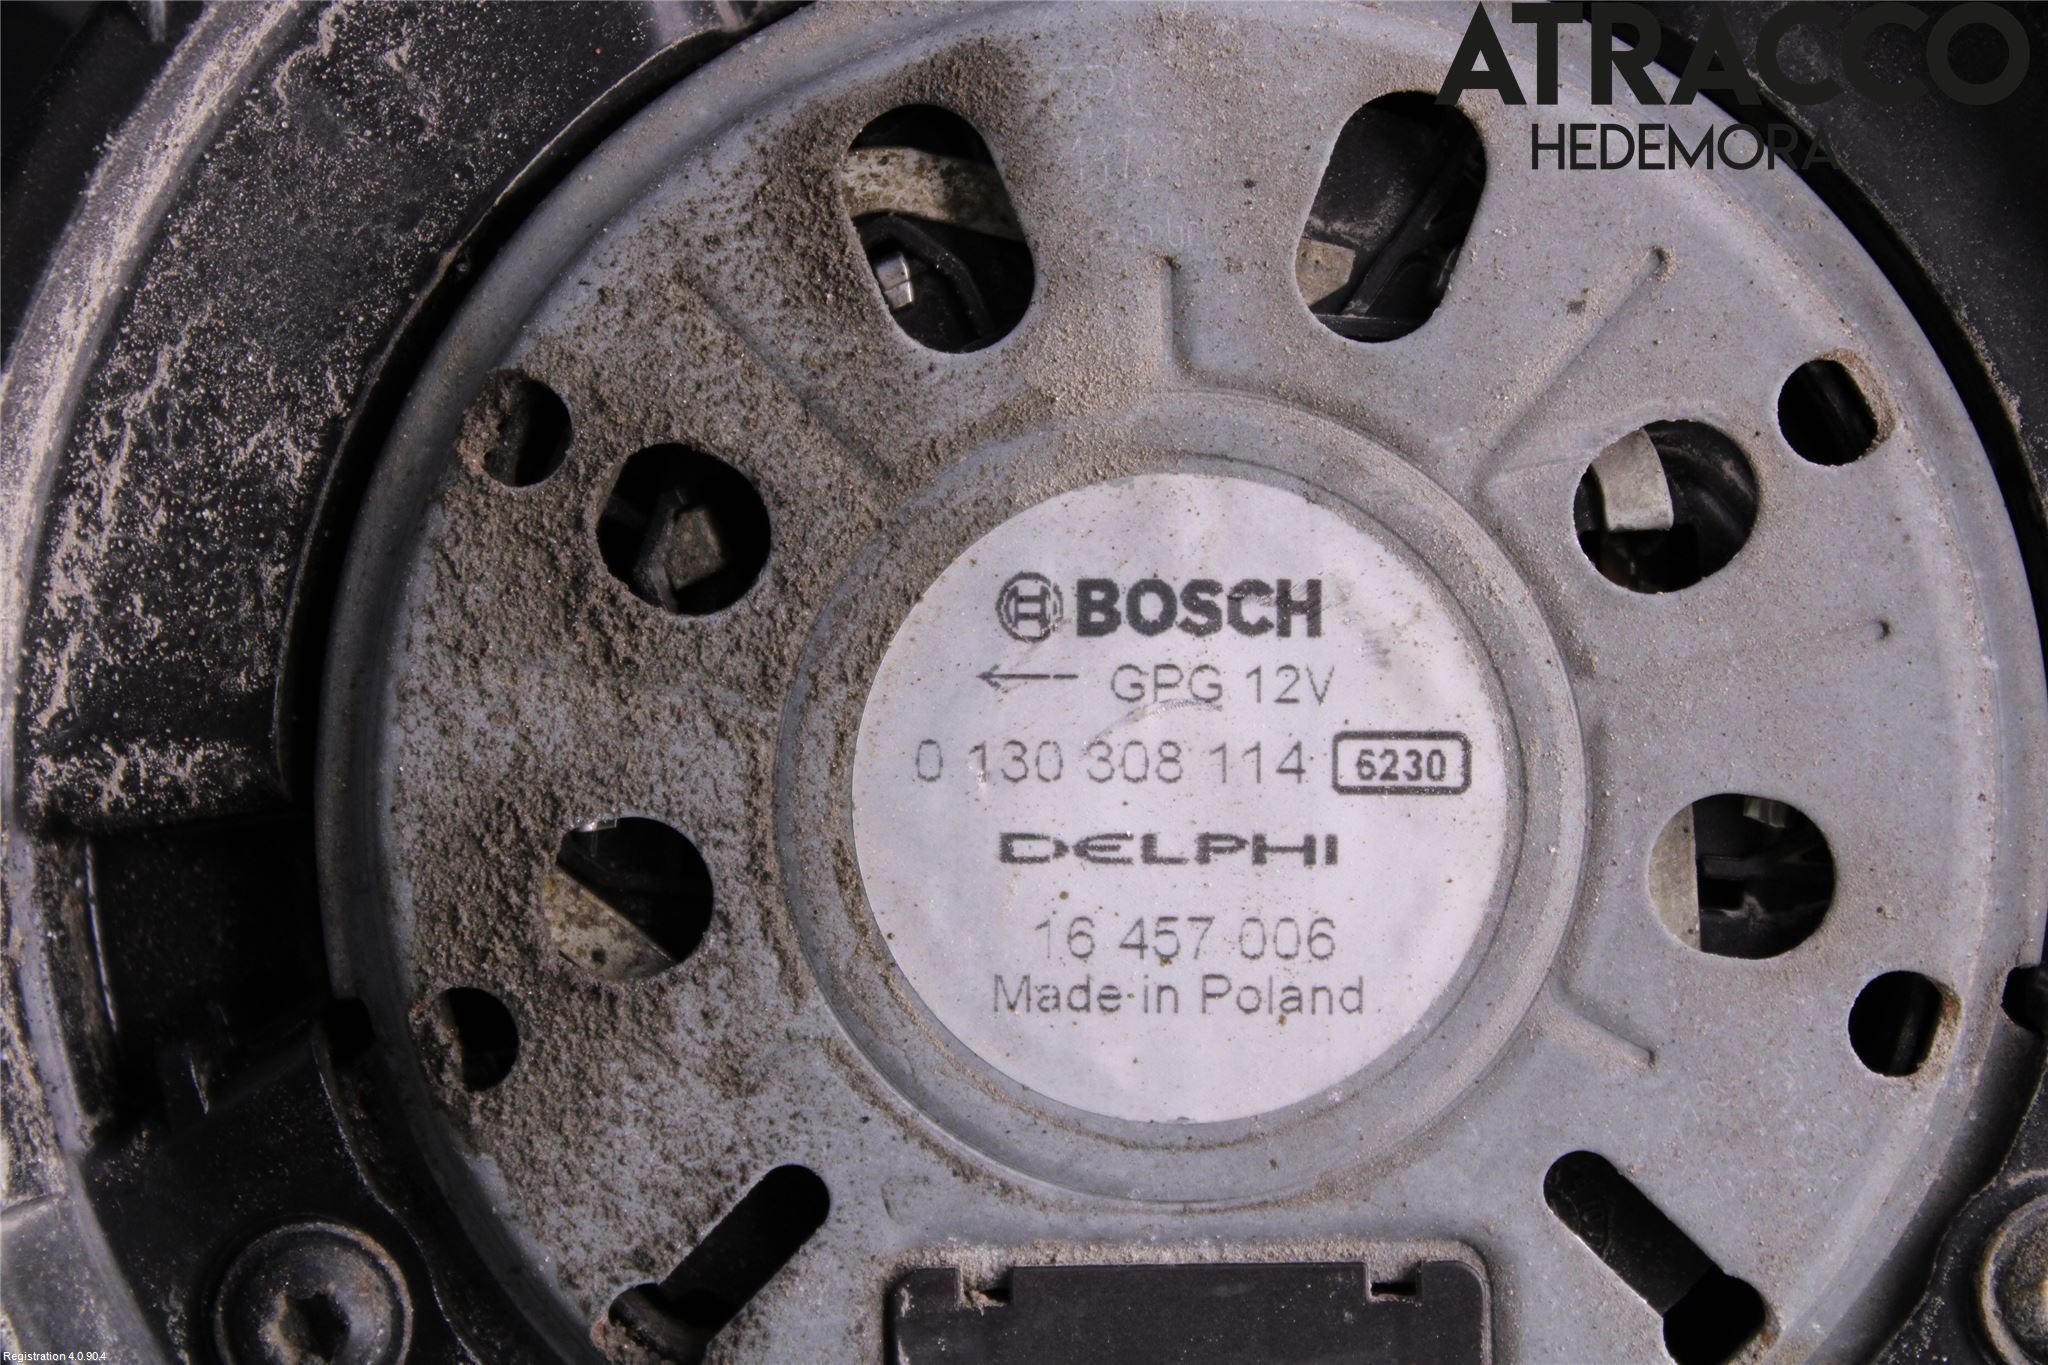 ATRACCO
HEDEMORA
BOSCH
GPG 12V
0 130 308 114 6230
DELPHI
16 457 006
Made in Poland
Registration 4.0.90.4